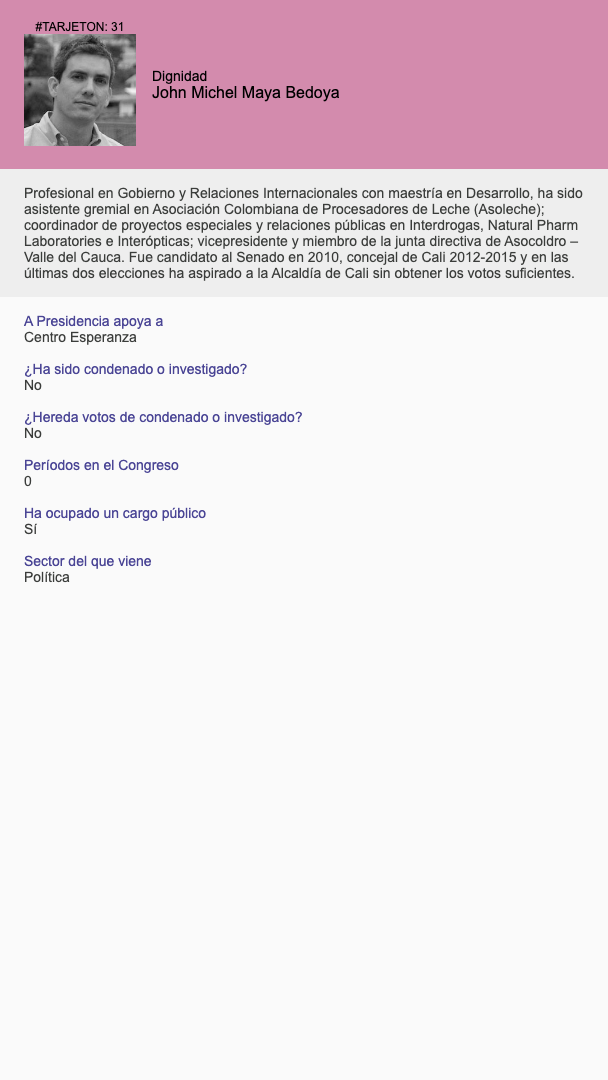 #TARJETON: 31
Dignidad
John Michel Maya Bedoya
Profesional en Gobierno y Relaciones Internacionales con maestría en Desarrollo, ha sido
asistente gremial en Asociación Colombiana de Procesadores de Leche (Asoleche);
coordinador de proyectos especiales y relaciones públicas en Interdrogas, Natural Pharm
Laboratories e Interópticas; vicepresidente y miembro de la junta directiva de Asocoldro –
Valle del Cauca. Fue candidato al Senado en 2010, concejal de Cali 2012-2015 y en las
últimas dos elecciones ha aspirado a la Alcaldía de Cali sin obtener los votos suficientes.
A Presidencia apoya a
Centro Esperanza
¿Ha sido condenado o investigado?
No
¿Hereda votos de condenado o investigado?
No
Períodos en el Congreso
0
Ha ocupado un cargo público
Sí
Sector del que viene
Política